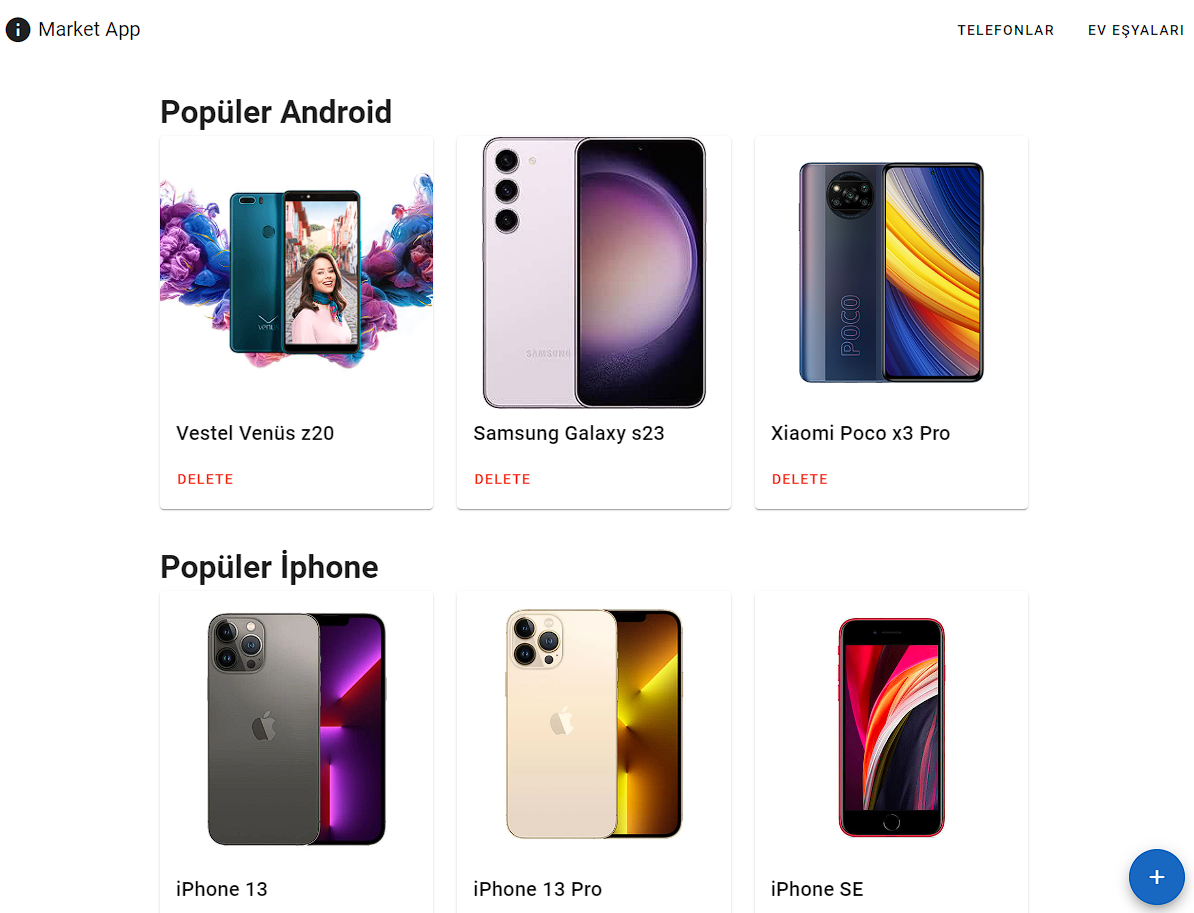 Market App
TELEFONLAR
EV EŞYALARI
Popüler Android
VENUS
SAMSUNG
POCO
Vestel Venüs z20
Samsung Galaxy s23
Xiaomi Poco x3 Pro
DELETE
DELETE
DELETE
Popüler İphone
iPhone 13
iPhone 13 Pro
iPhone SE